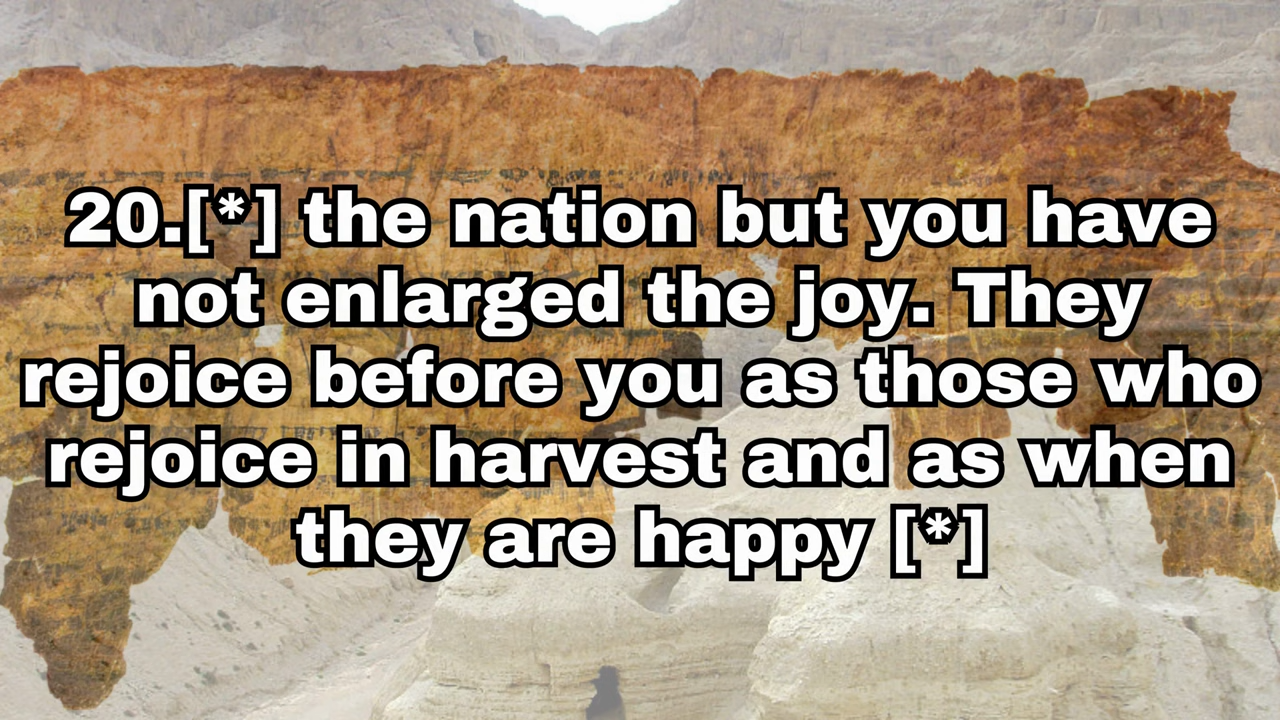 20.[*] the nation but you have
not enlarged the joy. They
rejoice before you as those who
rejoice in harvest and as when
they are happy [*]